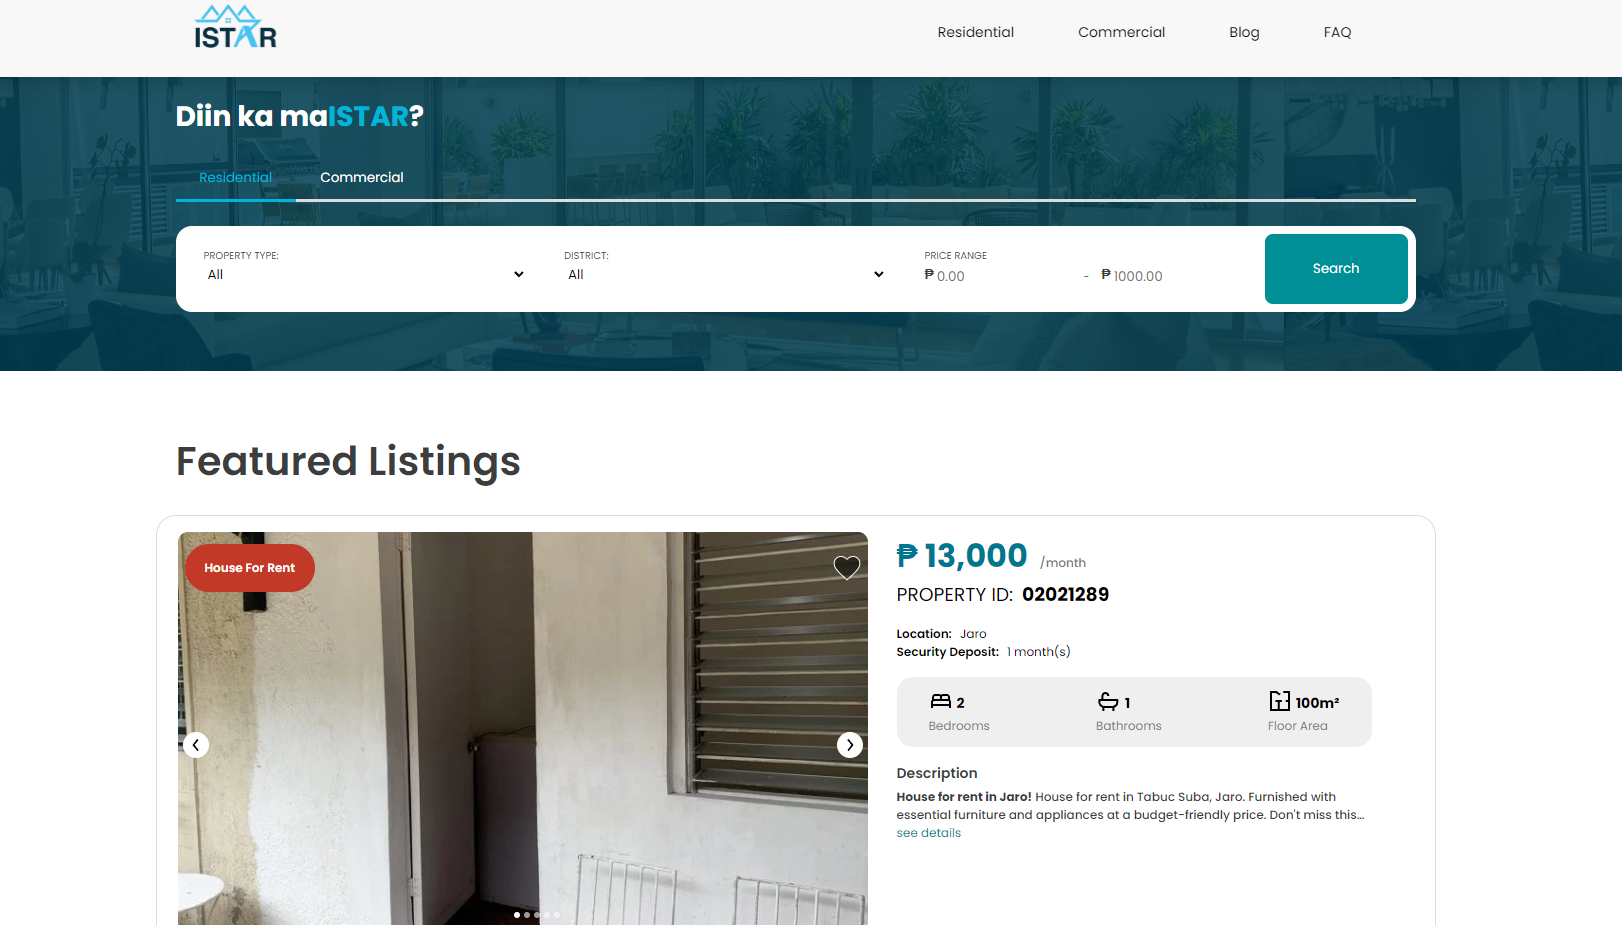 ISTAR
Residential
Commercial
Blog
FAQ
Diin ka maISTAR?
Residential
Commercial
PROPERTY TYPE:
All
DISTRICT:
All
PRICE RANGE
₱ 0.00
- ₱ 1000.00
Search
Featured Listings
House For Rent
₱ 13,000 /month
PROPERTY ID: 02021289
Location: Jaro
Security Deposit: 1 month(s)
2
Bedrooms
1
Bathrooms
100m²
Floor Area
Description
House for rent in Jaro! House for rent in Tabuc Suba, Jaro. Furnished with
essential furniture and appliances at a budget-friendly price. Don't miss this...
see details